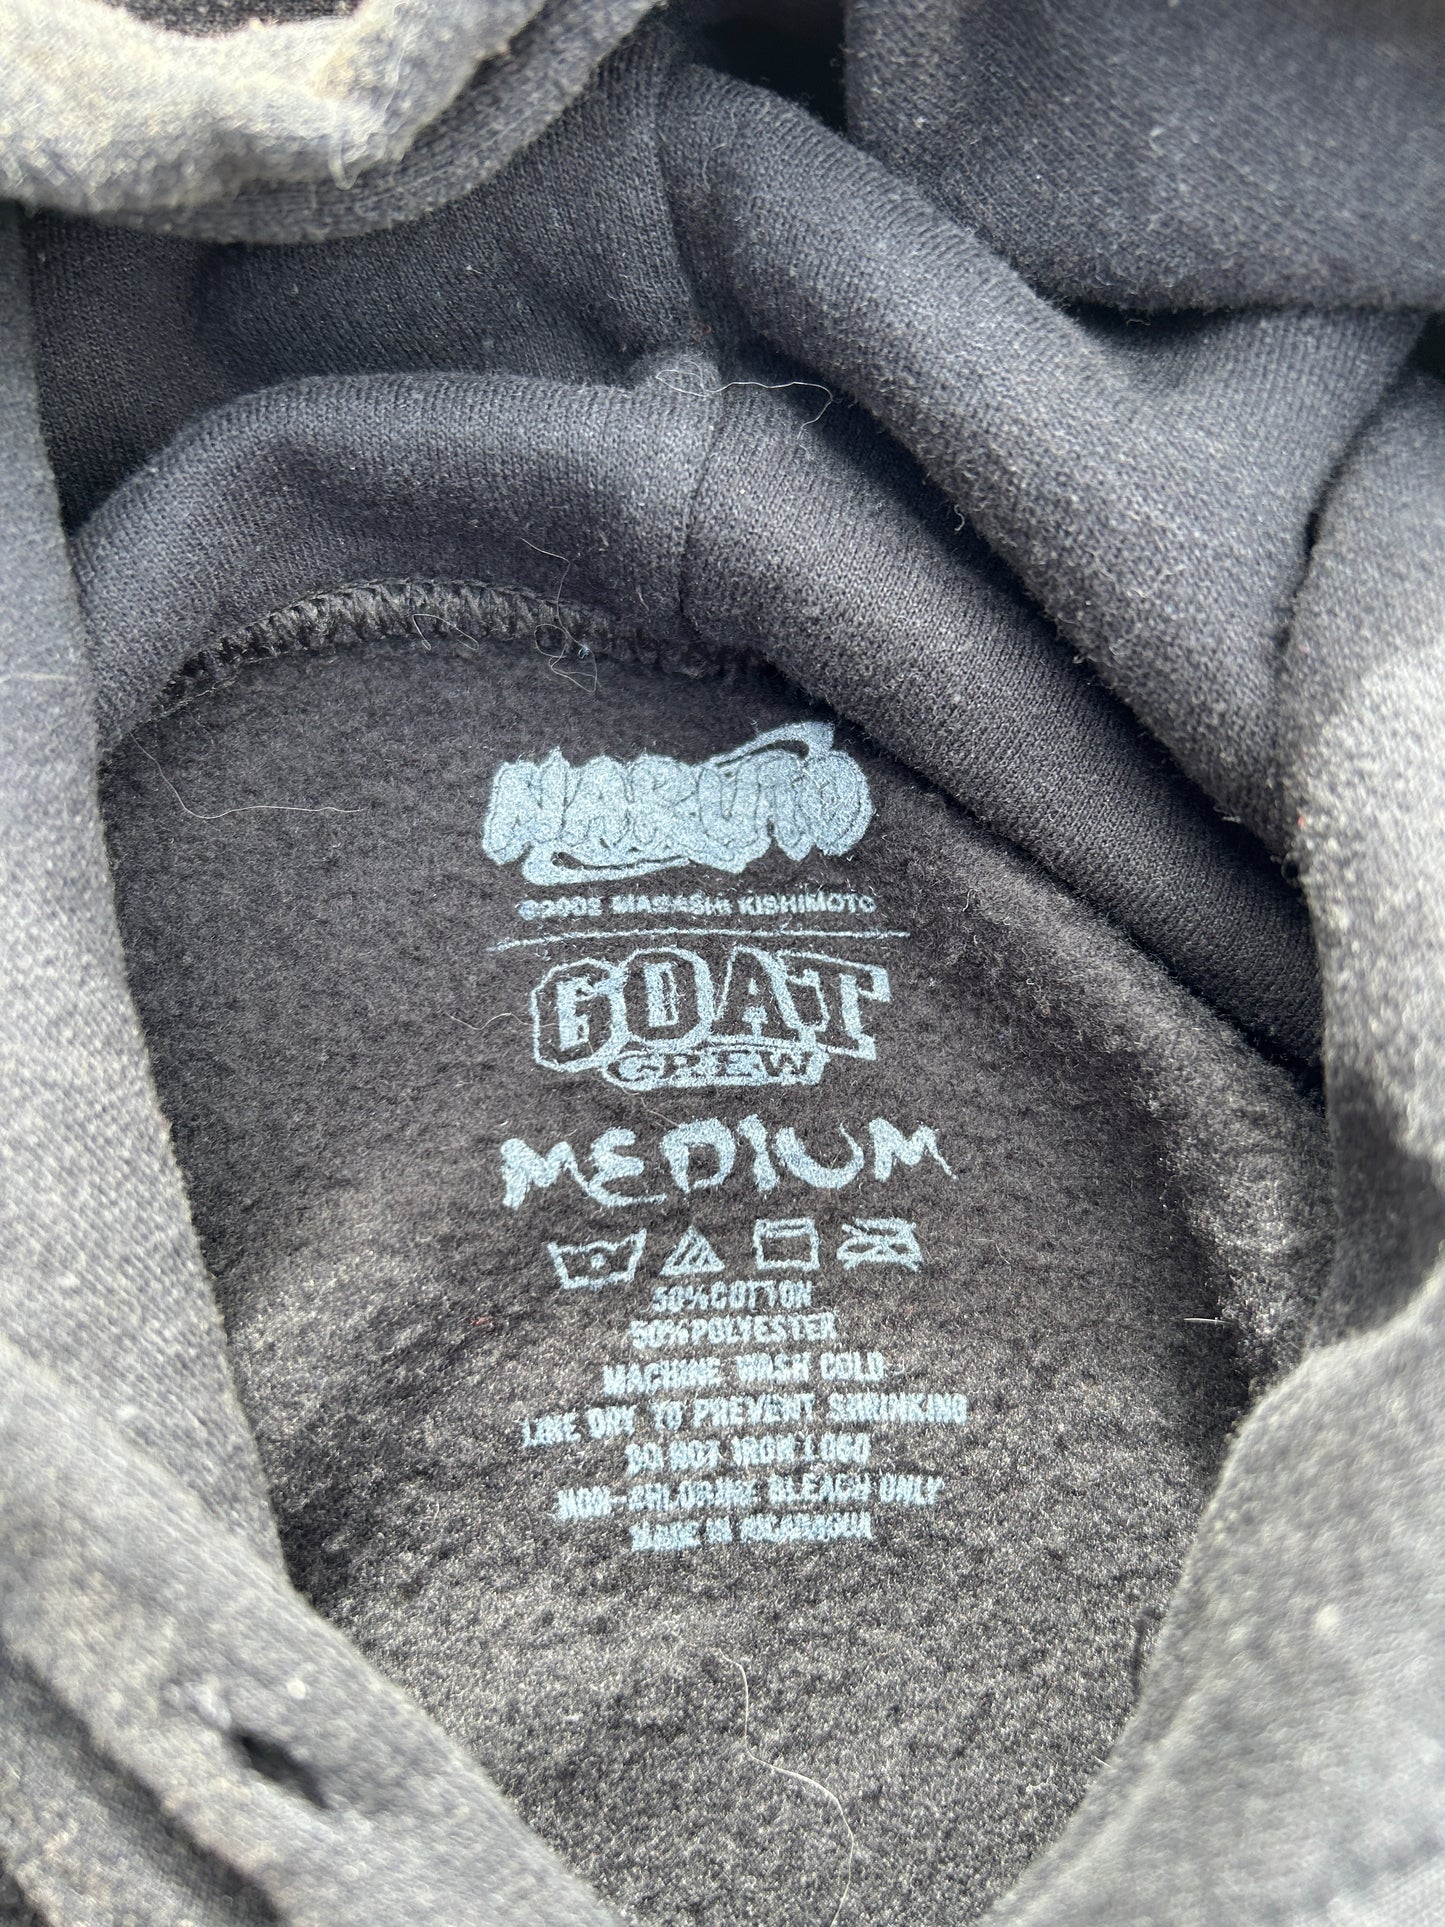 NARUTO
©2002 MASASHI KISHIMOTO
GOAT
CREW
MEDIUM
50% COTTON
50% POLYESTER
MACHINE WASH COLD
LINE DRY TO PREVENT SHRINKING
DO NOT IRON LOGO
NON-CHLORINE BLEACH ONLY
MADE IN NICARAGUA